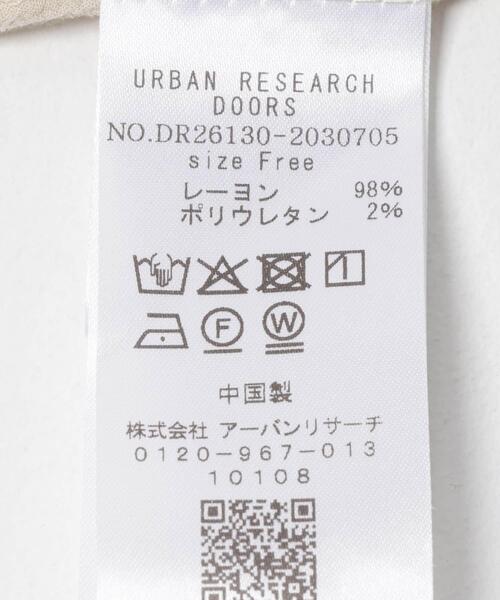 URBAN RESEARCH
DOORS
NO.DR26130-2030705
size Free
レーヨン 98%
ポリウレタン 2%
F W
中国製
株式会社 アーバンリサーチ
0120-967-013
10108